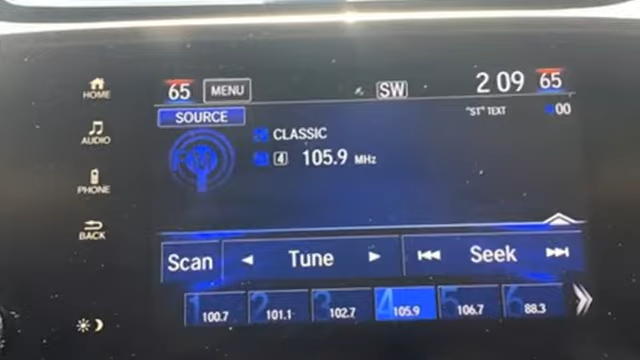 65 MENU SW 2 09 65
HOME
SOURCE "ST" TEXT 00
CLASSIC
AUDIO
FM
4 105.9 MHz
PHONE
BACK
Scan Tune Seek
1 100.7 2 101.1 3 102.7 4 105.9 5 106.7 6 88.3